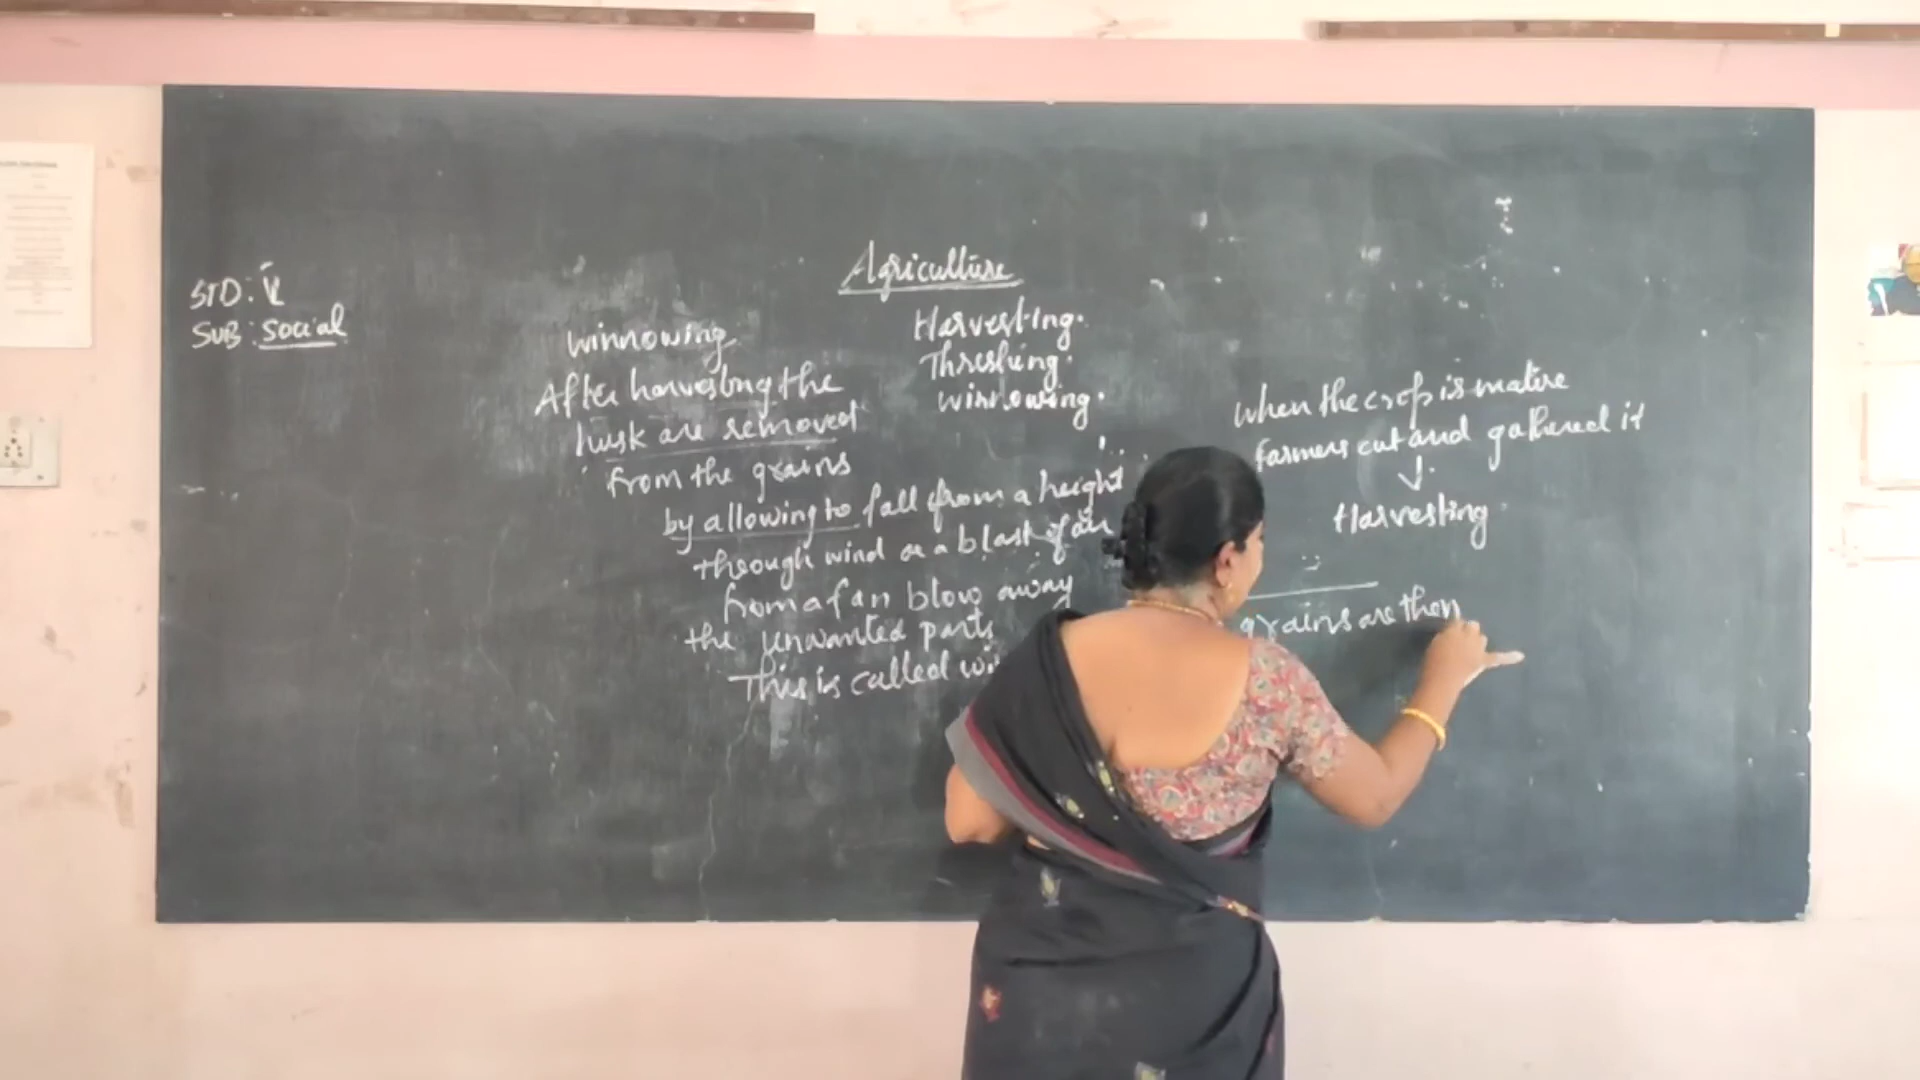 Agriculture
STD: V
SUB: social
winnowing
After harvesting the
husk are removed
from the grains
by allowing to fall from a height
through wind or a blast of air
from a fan blow away
the unwanted parts
This is called wi
Harvesting.
Threshing.
winnowing.
when the crop is mature
farmers cut and gathered it
↓
Harvesting
grains are then